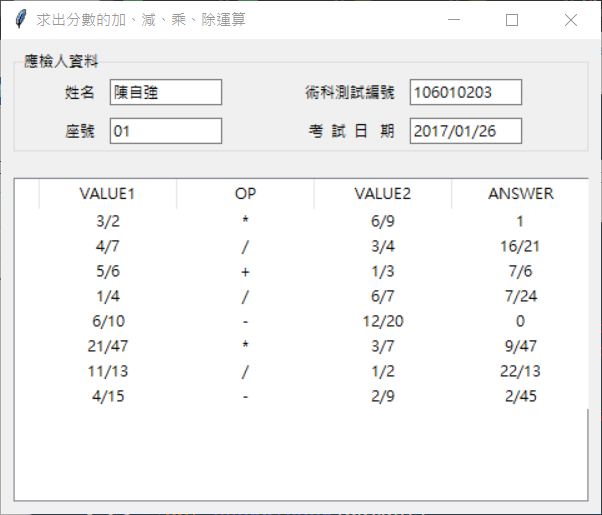 求出分數的加、減、乘、除運算
應檢人資料
姓名 陳自強 術科測試編號 106010203
座號 01 考 試 日 期 2017/01/26
VALUE1 OP VALUE2 ANSWER
3/2 * 6/9 1
4/7 / 3/4 16/21
5/6 + 1/3 7/6
1/4 / 6/7 7/24
6/10 - 12/20 0
21/47 * 3/7 9/47
11/13 / 1/2 22/13
4/15 - 2/9 2/45